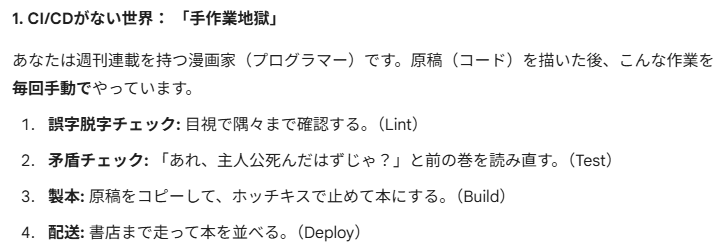 1. CI/CDがない世界： 「手作業地獄」
あなたは週刊連載を持つ漫画家（プログラマー）です。原稿（コード）を描いた後、こんな作業を
毎回手動でやっています。
1. 誤字脱字チェック: 目視で隅々まで確認する。（Lint）
2. 矛盾チェック: 「あれ、主人公死んだはずじゃ？」と前の巻を読み直す。（Test）
3. 製本: 原稿をコピーして、ホッチキスで止めて本にする。（Build）
4. 配送: 書店まで走って本を並べる。（Deploy）